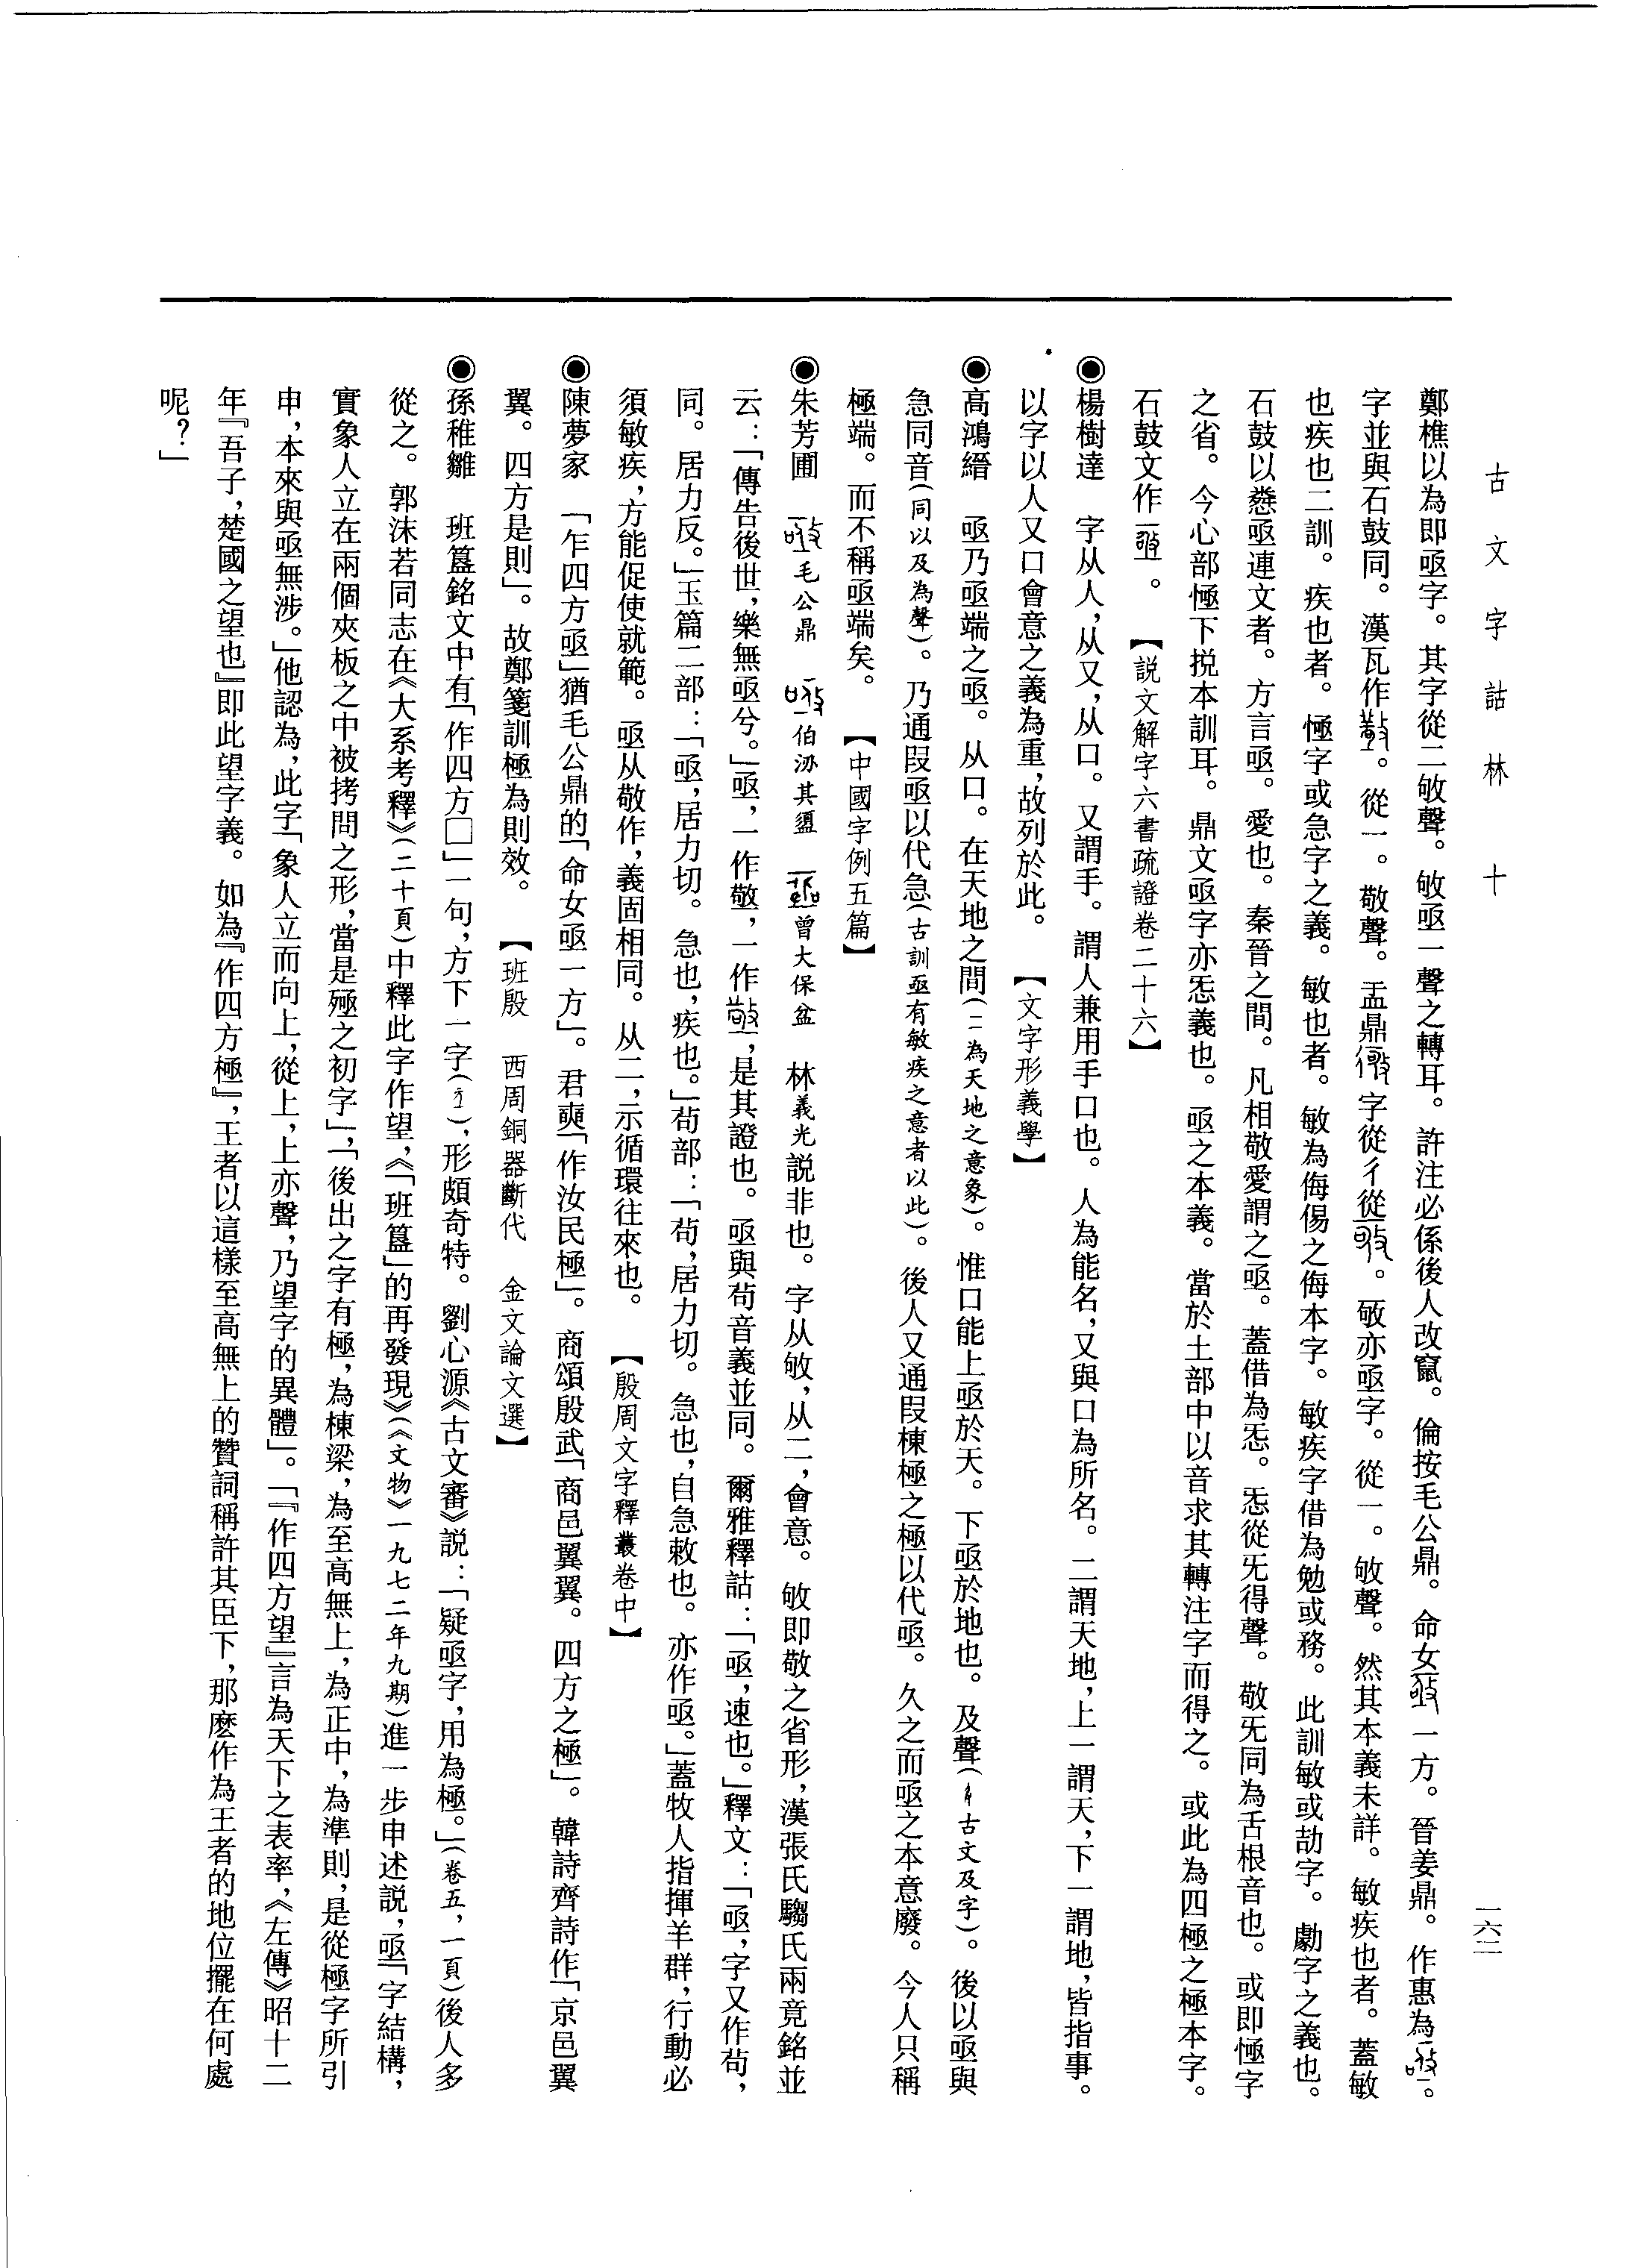 古文字詁林　十
一六二
鄭樵以為即亟字。其字從二敂聲。敂亟一聲之轉耳。許注必係後人改竄。倫按毛公鼎。命女一方。晉姜鼎。作惠為。
字並與石鼓同。漢瓦作。從一。敬聲。盂鼎字從彳從。敂亦亟字。從一。敂聲。然其本義未詳。敏疾也者。蓋敏
也疾也二訓。疾也者。極字或急字之義。敏也者。敏為侮傷之侮本字。敏疾字借為勉或務。此訓敏或劼字。勮字之義也。
石鼓以亟連文者。方言亟。愛也。秦晉之間。凡相敬愛謂之亟。蓋借為㤅。㤅從旡得聲。敬旡同為舌根音也。或即㥛字
之省。今心部㥛下挩本訓耳。鼎文亟字亦㤅義也。亟之本義。當於土部中以音求其轉注字而得之。或此為四極之極本字。
石鼓文作。　【説文解字六書疏證卷二十六】
◉楊樹達　字从人，从又，从口。又謂手。謂人兼用手口也。人為能名，又與口為所名。二謂天地，上一謂天，下一謂地，皆指事。
以字以人又口會意之義為重，故列於此。　【文字形義學】
◉高鴻縉　亟乃亟端之亟。从口。在天地之間（二為天地之意象）。惟口能上亟於天。下亟於地也。及聲（古文及字）。後以亟與
急同音（同以及為聲）。乃通叚亟以代急（古訓亟有敏疾之意者以此）。後人又通叚棟極之極以代亟。久之而亟之本意廢。今人只稱
極端。而不稱亟端矣。　【中國字例五篇】
◉朱芳圃　毛公鼎　伯其盨　曾大保盆　林義光説非也。字从敂，从二，會意。敂即敬之省形，漢張氏騶氏兩竟銘並
云：「傳告後世，樂無亟兮。」亟，一作敬，一作，是其證也。亟與茍音義並同。爾雅釋詁：「亟，速也。」釋文：「亟，字又作茍，
同。居力反。」玉篇二部：「亟，居力切。急也，疾也。」茍部：「茍，居力切。急也，自急敕也。亦作亟。」蓋牧人指揮羊群，行動必
須敏疾，方能促使就範。亟从敬作，義固相同。从二，示循環往來也。　【殷周文字釋叢卷中】
◉陳夢家　「乍四方亟」猶毛公鼎的「命女亟一方」。君奭「作汝民極」。商頌殷武「商邑翼翼。四方之極」。韓詩齊詩作「京邑翼
翼。四方是則」。故鄭箋訓極為則效。　【班殷　西周銅器斷代　金文論文選】
◉孫稚雛　班簋銘文中有「作四方□」一句，方下一字（），形頗奇特。劉心源《古文審》説：「疑亟字，用為極。」（卷五，一頁）後人多
從之。郭沫若同志在《大系考釋》（二十頁）中釋此字作望，《「班簋」的再發現》（《文物》一九七二年九期）進一步申述説，亟「字結構，
實象人立在兩個夾板之中被拷問之形，當是殛之初字」，「後出之字有極，為棟梁，為至高無上，為正中，為準則，是從極字所引
申，本來與亟無涉。」他認為，此字「象人立而向上，從上，上亦聲，乃望字的異體」。「『作四方望』言為天下之表率，《左傳》昭十二
年『吾子，楚國之望也』即此望字義。如為『作四方極』，王者以這樣至高無上的贊詞稱許其臣下，那麽作為王者的地位擺在何處
呢？」